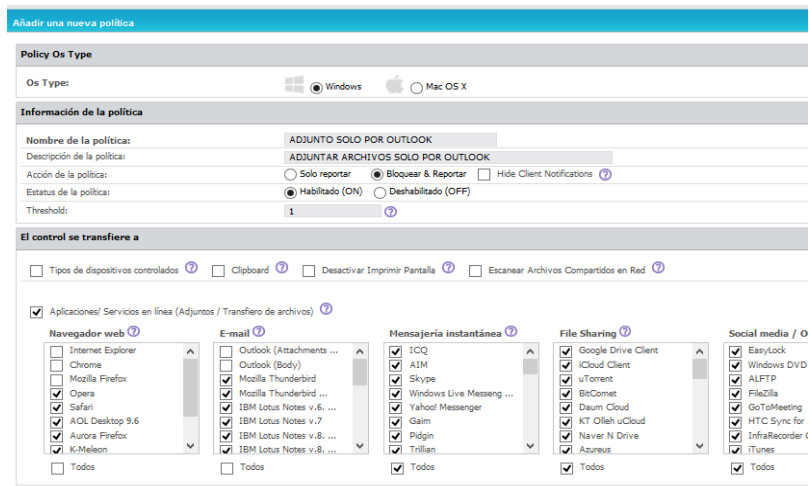 Añadir una nueva política
Policy Os Type
Os Type: Windows Mac OS X
Información de la política
Nombre de la política: ADJUNTO SOLO POR OUTLOOK
Descripción de la política: ADJUNTAR ARCHIVOS SOLO POR OUTLOOK
Acción de la política: Solo reportar Bloquear & Reportar Hide Client Notifications ?
Estatus de la política: Habilitado (ON) Deshabilitado (OFF)
Threshold: 1 ?
El control se transfiere a
Tipos de dispositivos controlados ? Clipboard ? Desactivar Imprimir Pantalla ? Escanear Archivos Compartidos en Red ?
Aplicaciones/ Servicios en línea (Adjuntos / Transfiero de archivos) ?
Navegador web ? E-mail ? Mensajería instantánea ? File Sharing ? Social media / O
Internet Explorer Outlook (Attachments ... ICQ Google Drive Client EasyLock
Chrome Outlook (Body) AIM iCloud Client Windows DVD
Mozilla Firefox Mozilla Thunderbird Skype uTorrent ALFTP
Opera Mozilla Thunderbird ... Windows Live Messeng ... BitComet FileZilla
Safari IBM Lotus Notes v.6. ... Yahoo! Messenger Daum Cloud GoToMeeting
AOL Desktop 9.6 IBM Lotus Notes v.7 Gaim KT Olleh uCloud HTC Sync for
Aurora Firefox IBM Lotus Notes v.8. ... Pidgin Naver N Drive InfraRecorder
K-Meleon IBM Lotus Notes v.8. ... Trillian Azureus iTunes
Todos Todos Todos Todos Todos